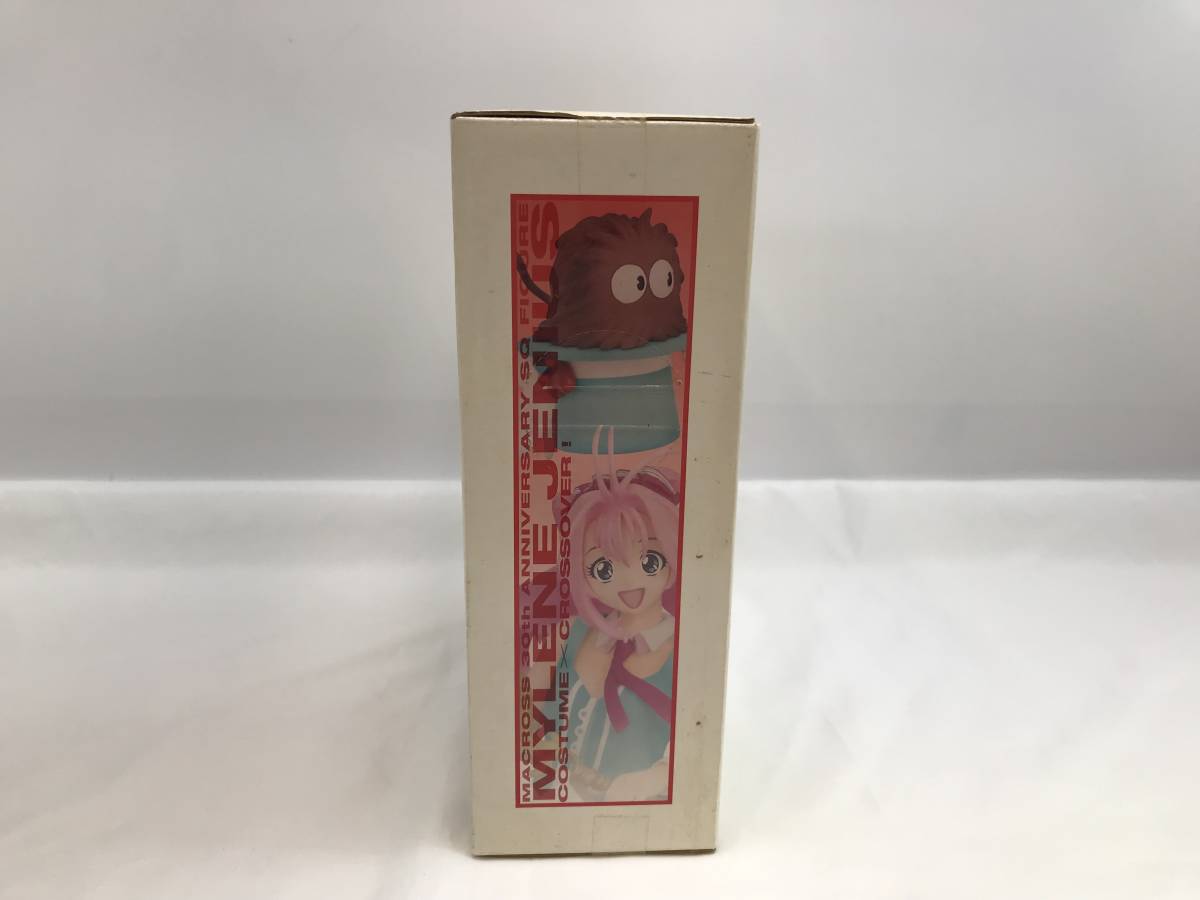 MACROSS 30th ANNIVERSARY SQ FIGURE
MYLENE JENIUS
COSTUME×CROSSOVER!